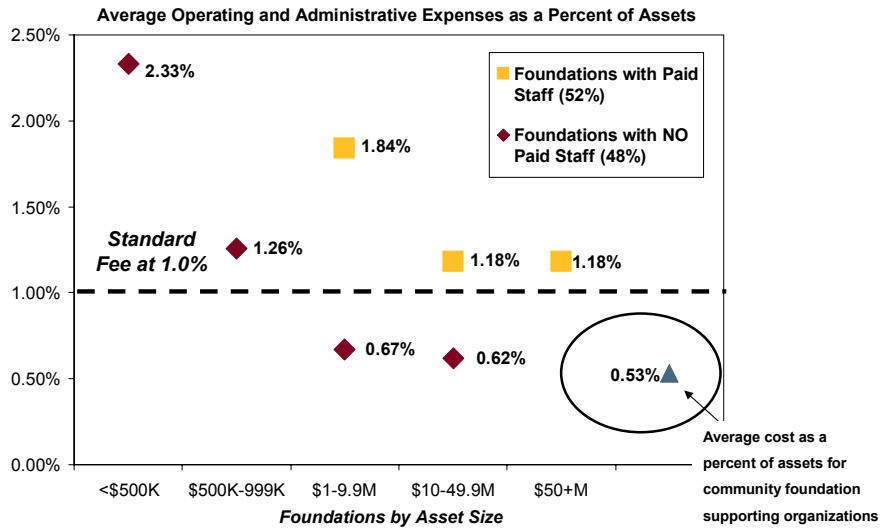 Average Operating and Administrative Expenses as a Percent of Assets
2.50%
2.00%
1.50%
1.00%
0.50%
0.00%
2.33%
1.84%
1.26%
1.18%
1.18%
0.67%
0.62%
0.53%
Foundations with Paid
Staff (52%)
Foundations with NO
Paid Staff (48%)
Standard
Fee at 1.0%
<$500K
$500K-999K
$1-9.9M
$10-49.9M
$50+M
Foundations by Asset Size
Average cost as a
percent of assets for
community foundation
supporting organizations